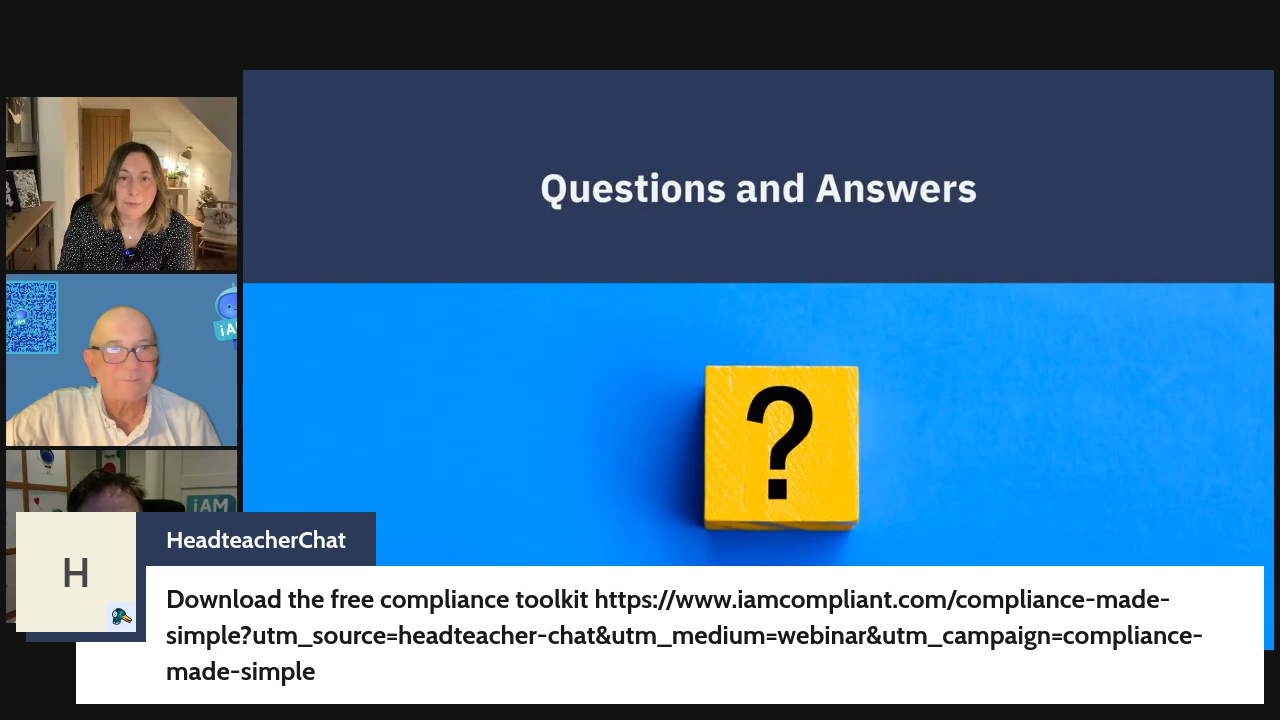 Questions and Answers
iA
iAM
?
H
HeadteacherChat
Download the free compliance toolkit https://www.iamcompliant.com/compliance-made-
simple?utm_source=headteacher-chat&utm_medium=webinar&utm_campaign=compliance-
made-simple